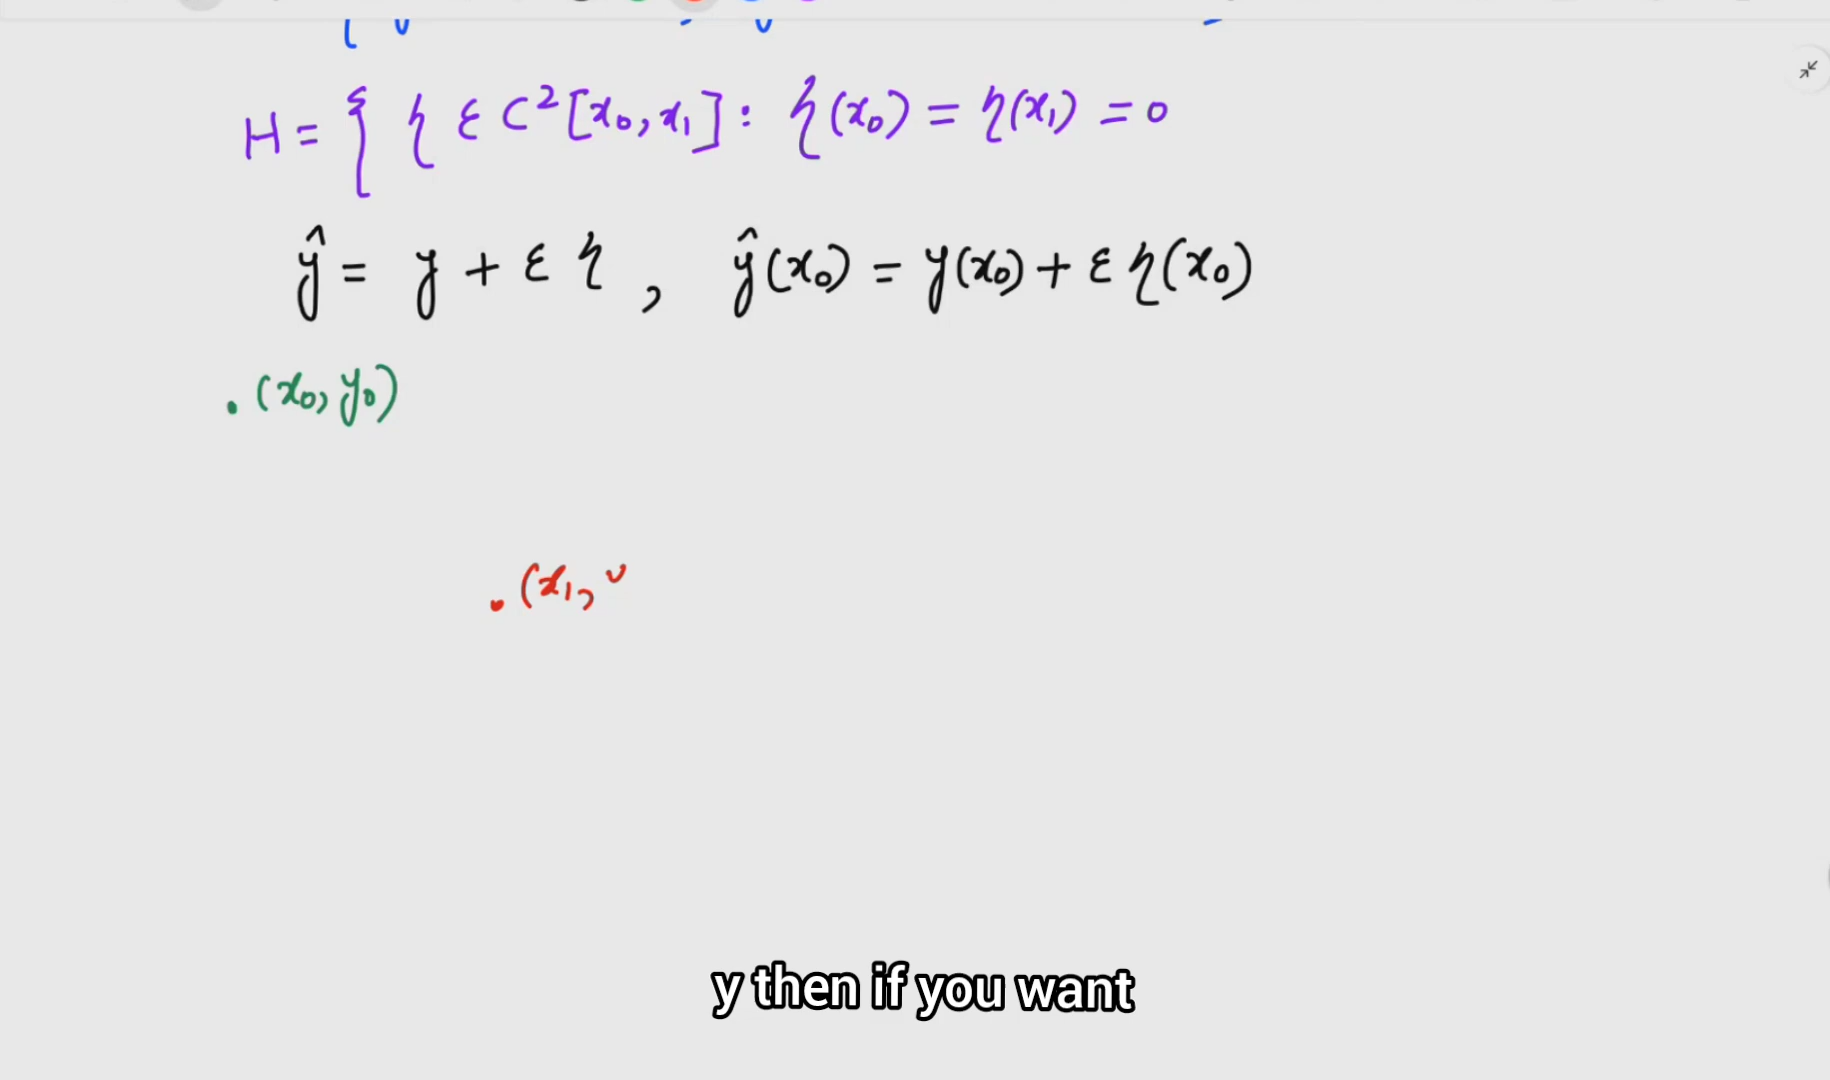 H = { η ε C²[x₀, x₁] : η(x₀) = η(x₁) = 0
ŷ = y + ε η , ŷ(x₀) = y(x₀) + ε η(x₀)
. (x₀, y₀)
. (x₁,
y then if you want